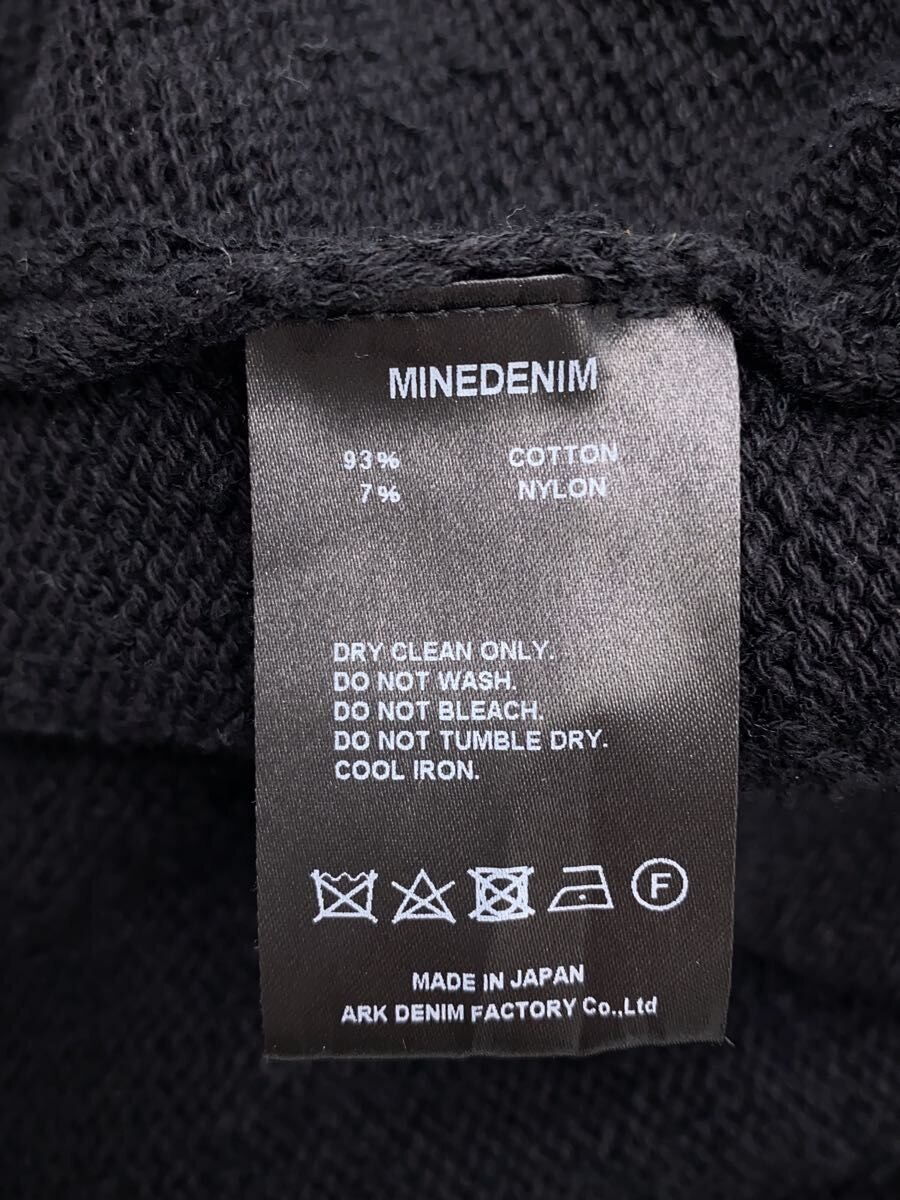 MINEDENIM
93% COTTON
7% NYLON
DRY CLEAN ONLY.
DO NOT WASH.
DO NOT BLEACH.
DO NOT TUMBLE DRY.
COOL IRON.
F
MADE IN JAPAN
ARK DENIM FACTORY Co.,Ltd